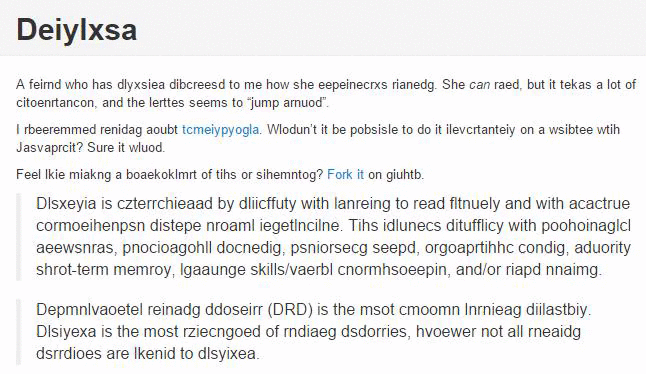 Deiylxsa
A feirnd who has dlyxsiea dibcreesd to me how she eepeinecrxs rianedg. She can raed, but it tekas a lot of
citoenrtancon, and the lerttes seems to “jump arnuod”.
I rbeeremmed renidag aoubt tcmeiypyogla. Wlodun’t it be pobsisle to do it ilevcrtanteiy on a wsibtee wtih
Jasvaprcit? Sure it wluod.
Feel lkie miakng a boaekoklmrt of tihs or sihemntog? Fork it on giuhtb.
Dlsxeyia is czterrchieaad by dliicffuty with lanreing to read fltnuely and with acactrue
cormoeihenpsn distepe nroaml iegetlncilne. Tihs idlunecs ditufflicy with poohoinaglcl
aeewsnras, pnocioagohll docnedig, psniorsecg seepd, orgoaprtihhc condig, aduority
shrot-term memroy, lgaaunge skills/vaerbl cnormhsoeepin, and/or riapd nnaimg.
Depmnlvaoetel reinadg ddoseirr (DRD) is the msot cmoomn lnrnieag diilastbiy.
Dlsiyexa is the most rziecngoed of rndiaeg dsdorries, hvoewer not all rneaidg
dsrrdioes are lkenid to dlsyixea.